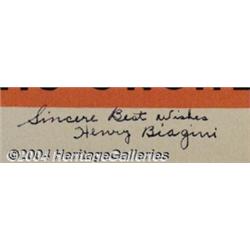 Sincere Best Wishes
Henry Biagini
©2004 HeritageGalleries